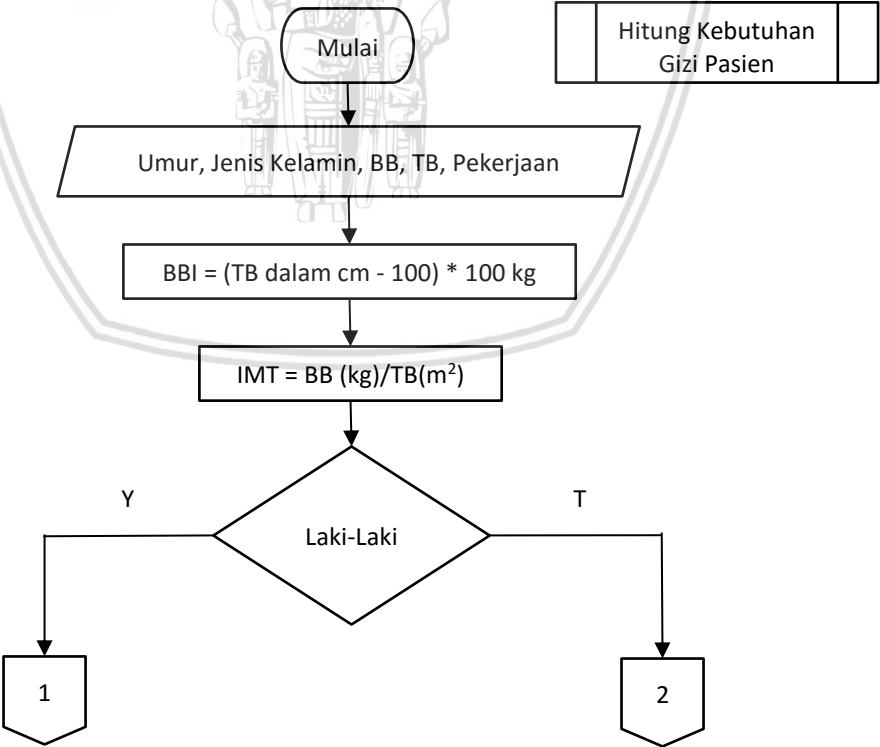 Mulai
Hitung Kebutuhan
Gizi Pasien
Umur, Jenis Kelamin, BB, TB, Pekerjaan
BBI = (TB dalam cm - 100) * 100 kg
IMT = BB (kg)/TB(m²)
Y
T
Laki-Laki
1
2